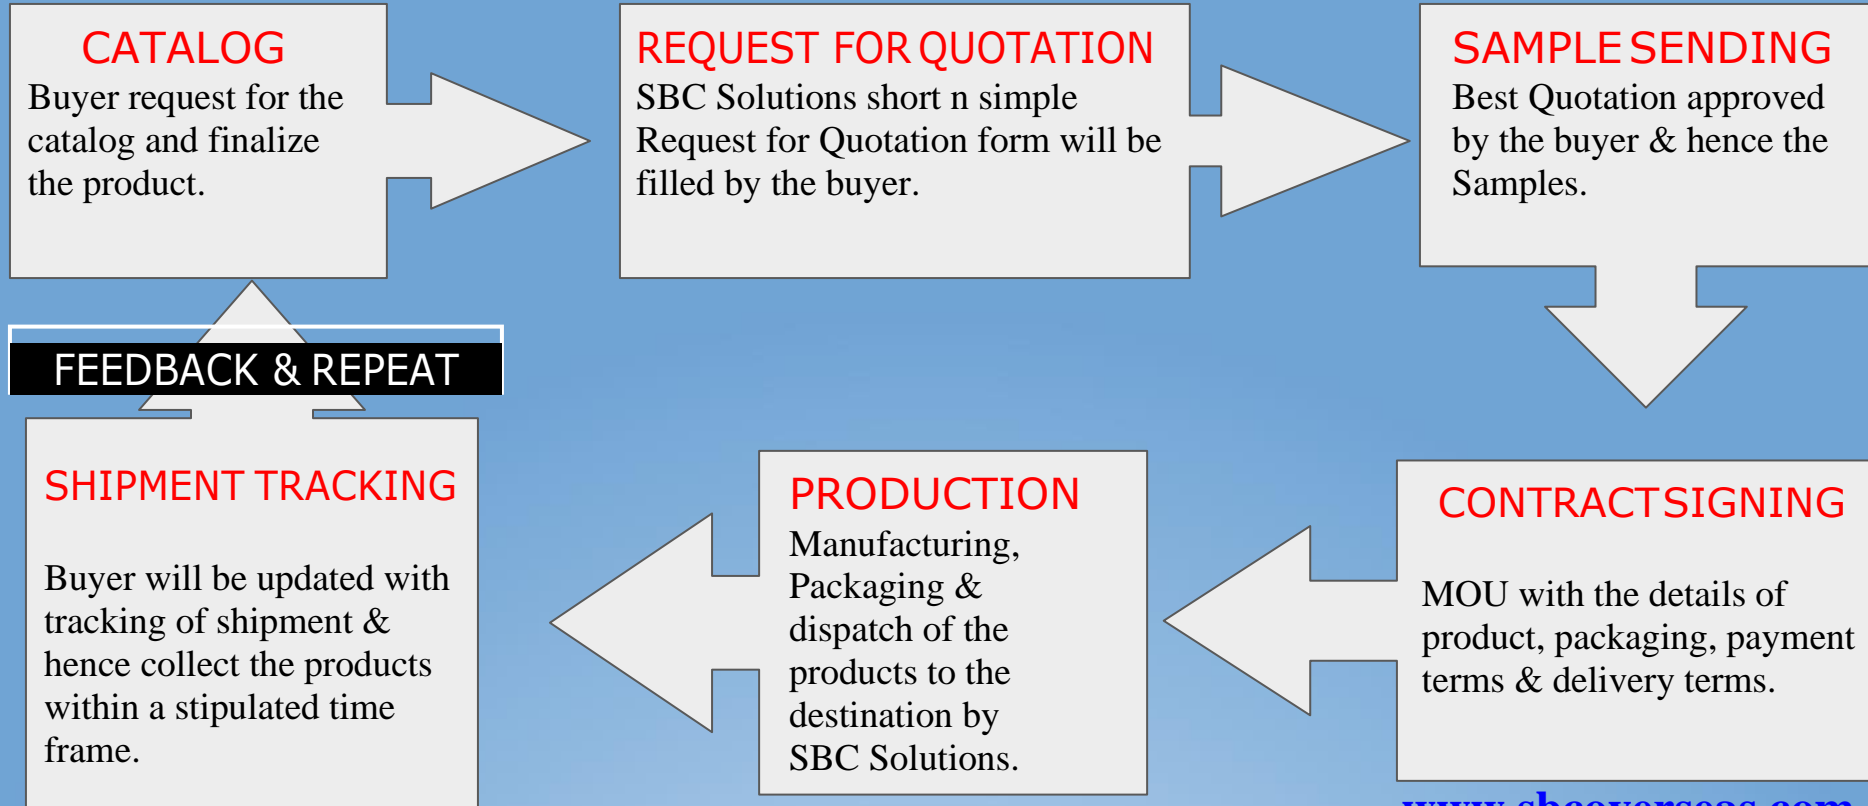 CATALOG
Buyer request for the
catalog and finalize
the product.
REQUEST FOR QUOTATION
SBC Solutions short n simple
Request for Quotation form will be
filled by the buyer.
SAMPLE SENDING
Best Quotation approved
by the buyer & hence the
Samples.
CONTRACT SIGNING
MOU with the details of
product, packaging, payment
terms & delivery terms.
PRODUCTION
Manufacturing,
Packaging &
dispatch of the
products to the
destination by
SBC Solutions.
SHIPMENT TRACKING
Buyer will be updated with
tracking of shipment &
hence collect the products
within a stipulated time
frame.
FEEDBACK & REPEAT
www.sbcoverseas.com